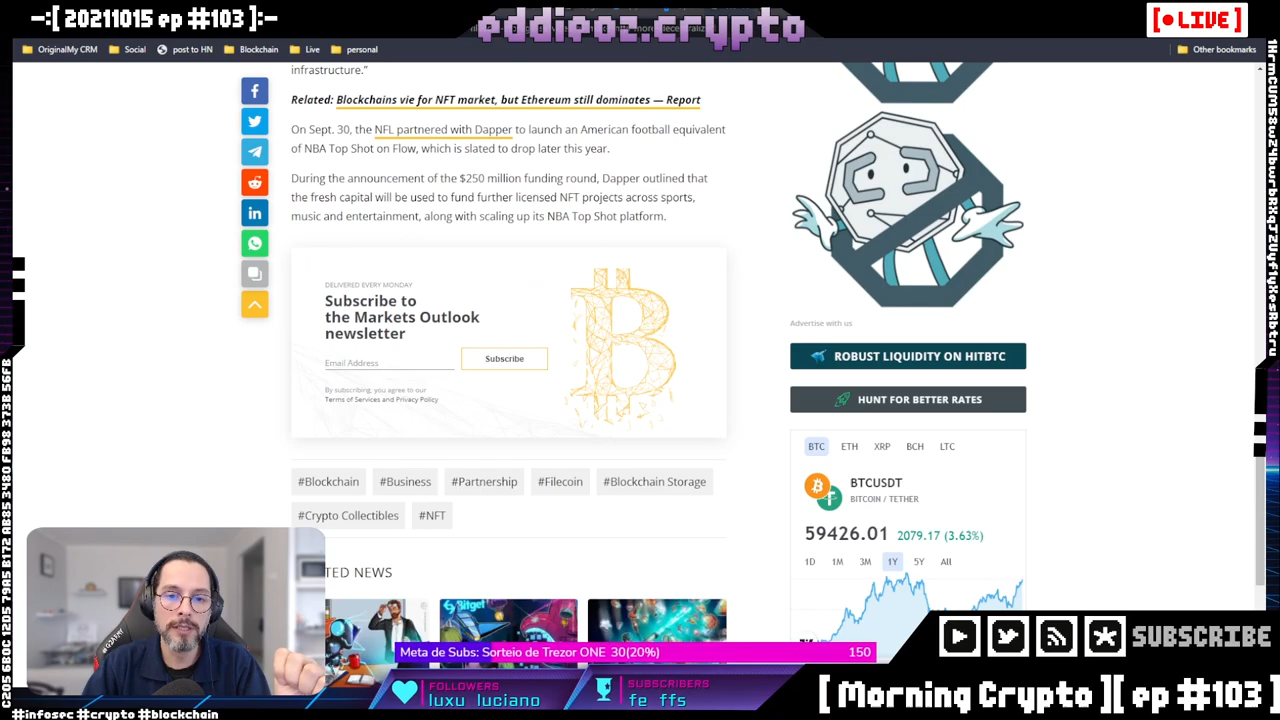 -:[ 20211015 ep #103 ]:-
eddieoz.crypto
[ LIVE ]
OriginalMy CRM
Social
post to HN
Blockchain
Live
personal
Other bookmarks
infrastructure."
Related: Blockchains vie for NFT market, but Ethereum still dominates — Report
On Sept. 30, the NFL partnered with Dapper to launch an American football equivalent
of NBA Top Shot on Flow, which is slated to drop later this year.
During the announcement of the $250 million funding round, Dapper outlined that
the fresh capital will be used to fund further licensed NFT projects across sports,
music and entertainment, along with scaling up its NBA Top Shot platform.
DELIVERED EVERY MONDAY
Subscribe to
the Markets Outlook
newsletter
Email Address
Subscribe
By subscribing, you agree to our
Terms of Services and Privacy Policy
#Blockchain
#Business
#Partnership
#Filecoin
#Blockchain Storage
#Crypto Collectibles
#NFT
TED NEWS
Bitget
Advertise with us
ROBUST LIQUIDITY ON HITBTC
HUNT FOR BETTER RATES
BTC ETH XRP BCH LTC
BTCUSDT
BITCOIN / TETHER
59426.01 2079.17 (3.63%)
1D 1M 3M 1Y 5Y All
Meta de Subs: Sorteio de Trezor ONE 30(20%) 150
FOLLOWERS
luxu luciano
SUBSCRIBERS
fe ffs
SUBSCRIBE
[ Morning Crypto ][ ep #103 ]
#infosec #crypto #blockchain